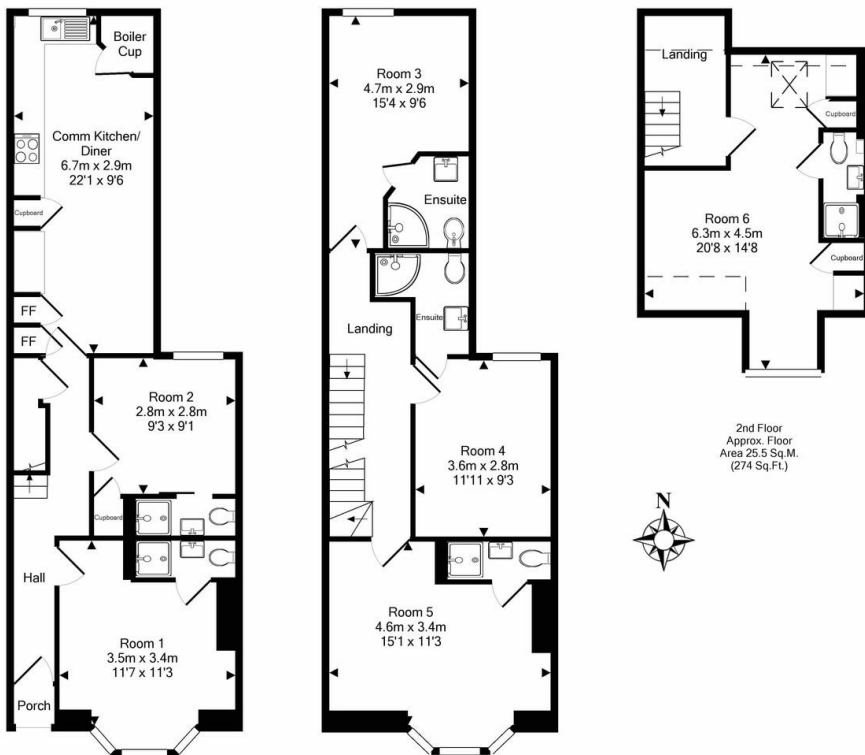 Boiler
Cup
Comm Kitchen/
Diner
6.7m x 2.9m
22'1 x 9'6
Cupboard
FF
FF
Room 2
2.8m x 2.8m
9'3 x 9'1
Cupboard
Hall
Room 1
3.5m x 3.4m
11'7 x 11'3
Porch
Room 3
4.7m x 2.9m
15'4 x 9'6
Ensuite
Landing
Ensuite
Room 4
3.6m x 2.8m
11'11 x 9'3
Room 5
4.6m x 3.4m
15'1 x 11'3
Landing
Cupboard
Room 6
6.3m x 4.5m
20'8 x 14'8
Cupboard
2nd Floor
Approx. Floor
Area 25.5 Sq.M.
(274 Sq.Ft.)
N